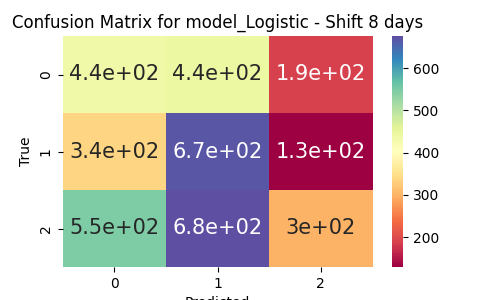 Confusion Matrix for model_Logistic - Shift 8 days
0 4.4e+02 4.4e+02 1.9e+02
1 3.4e+02 6.7e+02 1.3e+02
2 5.5e+02 6.8e+02 3e+02
0 1 2
Predicted
True
600
500
400
300
200